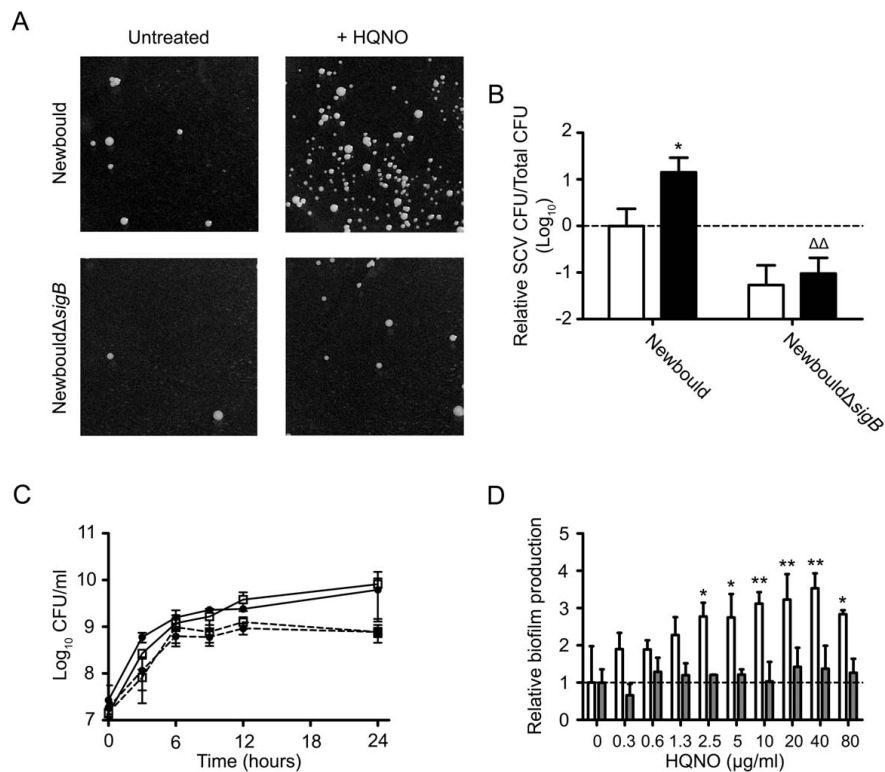 A
Untreated
+ HQNO
Newbould
NewbouldΔsigB
B
Relative SCV CFU/Total CFU
(Log10)
2
1
0
-1
-2
*
ΔΔ
Newbould
NewbouldΔsigB
C
Log10 CFU/ml
11
10
9
8
7
0 6 12 18 24
Time (hours)
D
Relative biofilm production
5
4
3
2
1
0
* * ** ** ** *
0 0.3 0.6 1.3 2.5 5 10 20 40 80
HQNO (µg/ml)